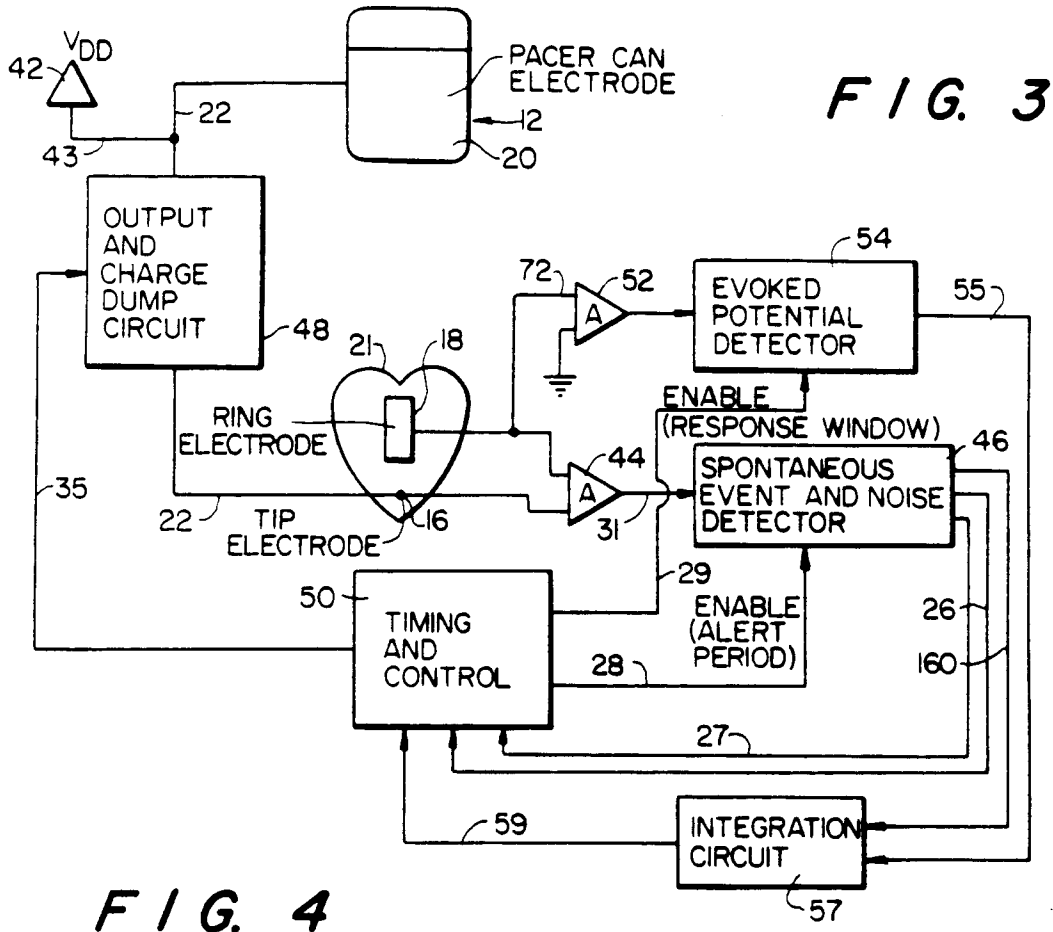 VDD
42
22
43
PACER CAN
ELECTRODE
12
20
FIG. 3
OUTPUT
AND
CHARGE
DUMP
CIRCUIT
48
72
52
A
54
EVOKED
POTENTIAL
DETECTOR
55
21
18
RING
ELECTRODE
ENABLE
(RESPONSE WINDOW)
46
44
A
SPONTANEOUS
EVENT AND NOISE
DETECTOR
35
22
16
31
TIP
ELECTRODE
29
50
TIMING
AND
CONTROL
ENABLE
(ALERT
PERIOD)
26
160
28
27
59
INTEGRATION
CIRCUIT
57
FIG. 4